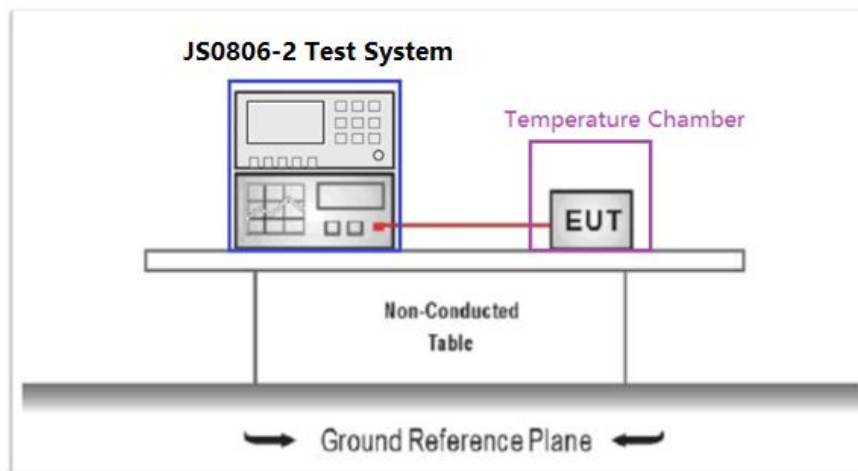 JS0806-2 Test System
Temperature Chamber
EUT
Non-Conducted
Table
Ground Reference Plane